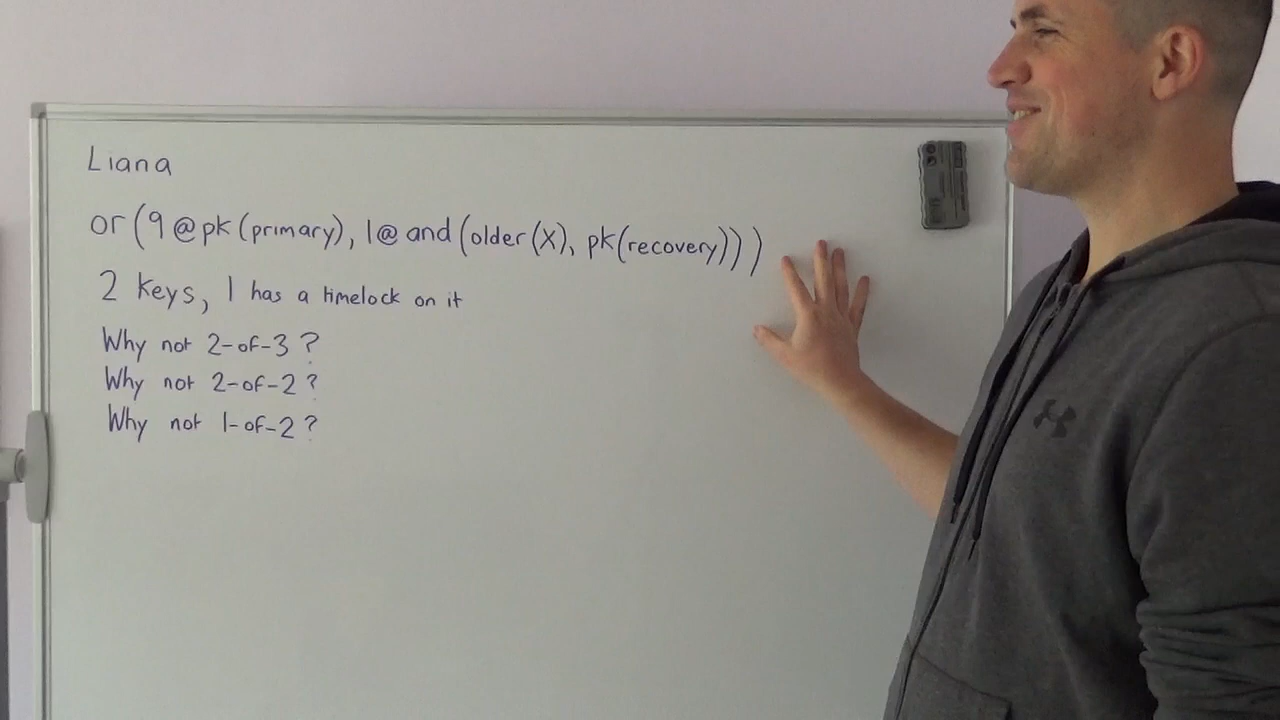 Liana
or (9@pk(primary), 1@and(older(X), pk(recovery))))
2 keys, 1 has a timelock on it
Why not 2-of-3?
Why not 2-of-2?
Why not 1-of-2?